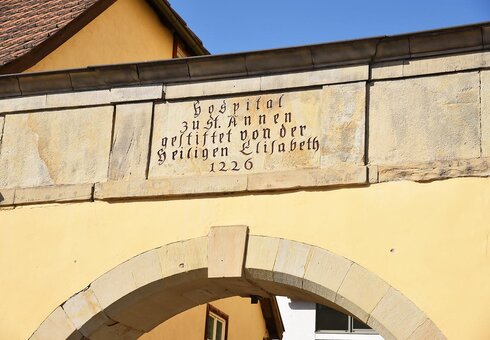 Hospital
zu St. Annen
gestiftet von der
Heiligen Elisabeth
1226